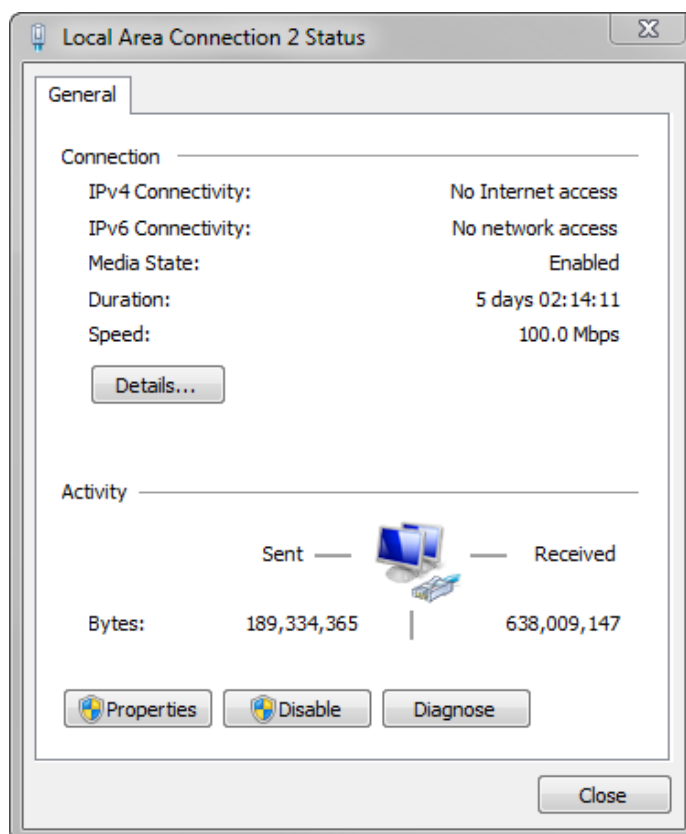 Local Area Connection 2 Status
General
Connection
IPv4 Connectivity: No Internet access
IPv6 Connectivity: No network access
Media State: Enabled
Duration: 5 days 02:14:11
Speed: 100.0 Mbps
Details...
Activity
Sent Received
Bytes: 189,334,365 638,009,147
Properties Disable Diagnose
Close